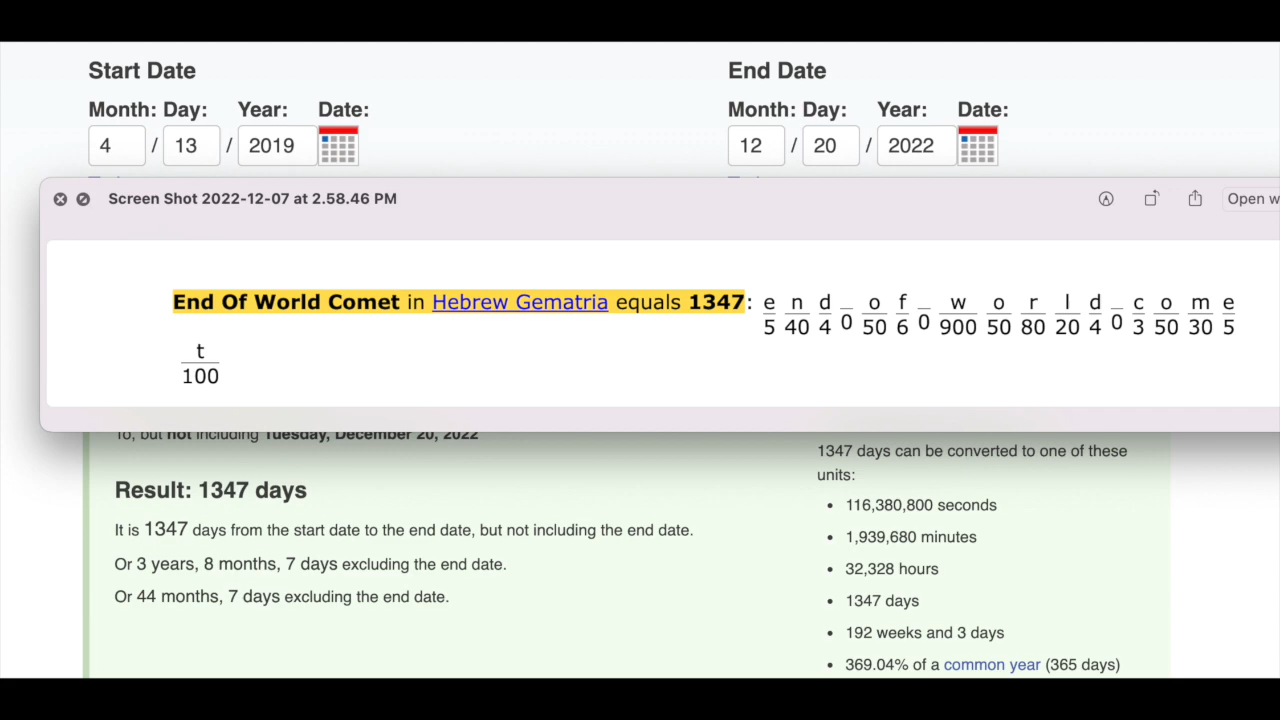 Start Date
End Date
Month: Day: Year: Date:
Month: Day: Year: Date:
4 / 13 / 2019
12 / 20 / 2022
Screen Shot 2022-12-07 at 2.58.46 PM
Open w
End Of World Comet in Hebrew Gematria equals 1347: e n d _ o f _ w o r l d _ c o m e
5 40 4 0 50 6 0 900 50 80 20 4 0 3 50 30 5
t
100
To, but not including Tuesday, December 20, 2022
Result: 1347 days
It is 1347 days from the start date to the end date, but not including the end date.
Or 3 years, 8 months, 7 days excluding the end date.
Or 44 months, 7 days excluding the end date.
1347 days can be converted to one of these
units:
• 116,380,800 seconds
• 1,939,680 minutes
• 32,328 hours
• 1347 days
• 192 weeks and 3 days
• 369.04% of a common year (365 days)